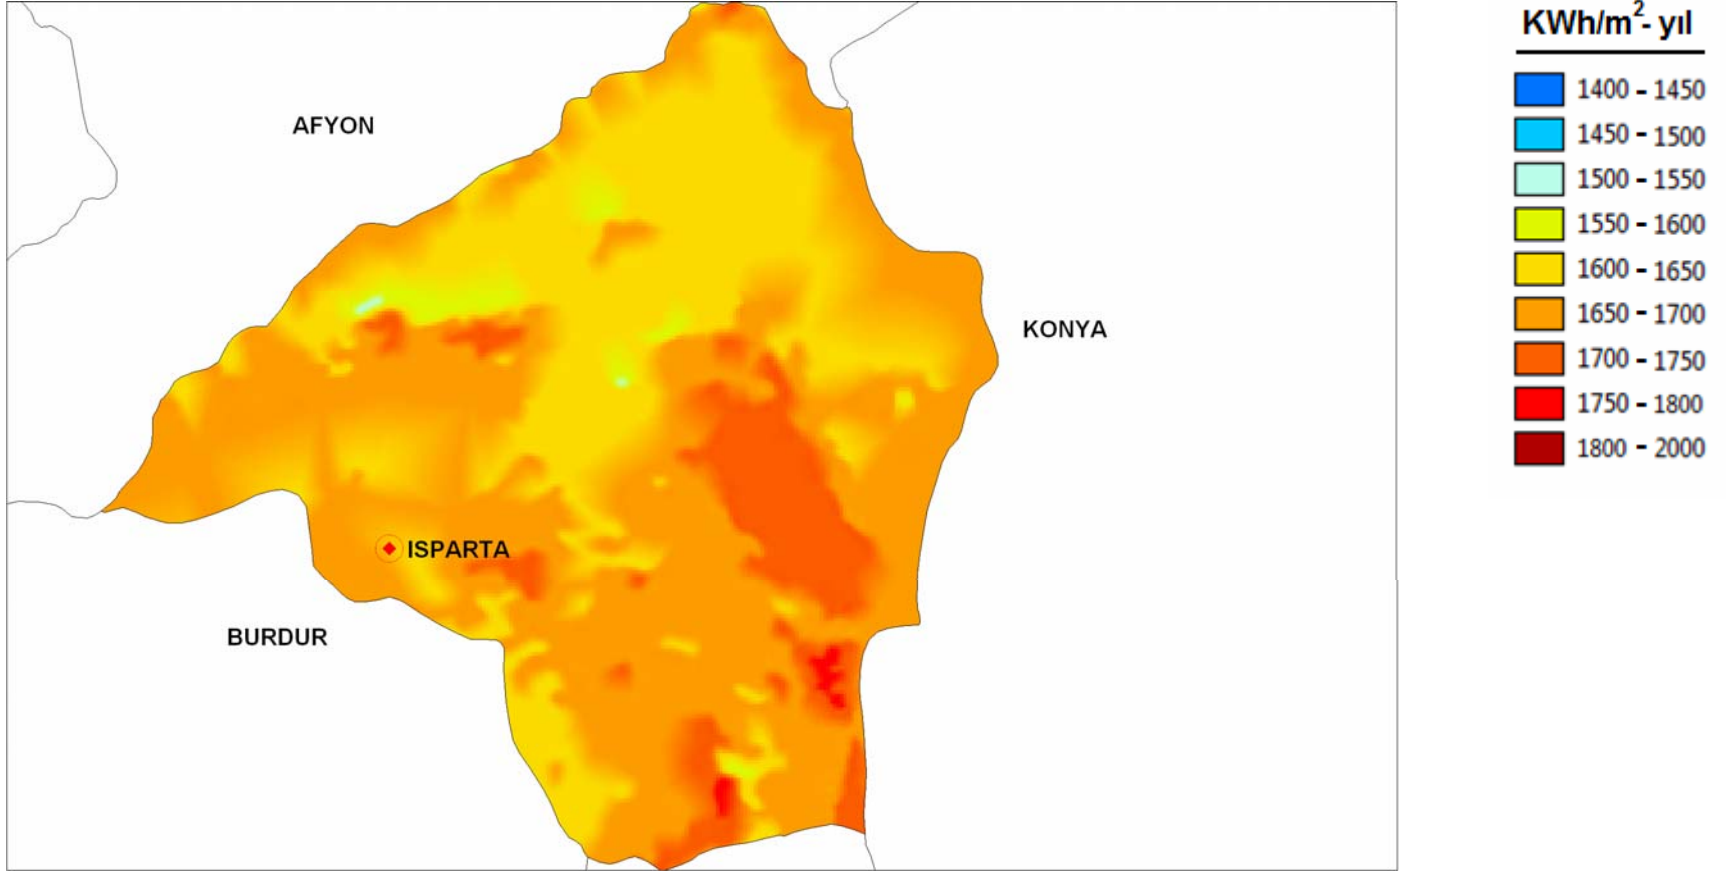 KWh/m²- yıl
1400 - 1450
1450 - 1500
1500 - 1550
1550 - 1600
1600 - 1650
1650 - 1700
1700 - 1750
1750 - 1800
1800 - 2000
AFYON
KONYA
ISPARTA
BURDUR